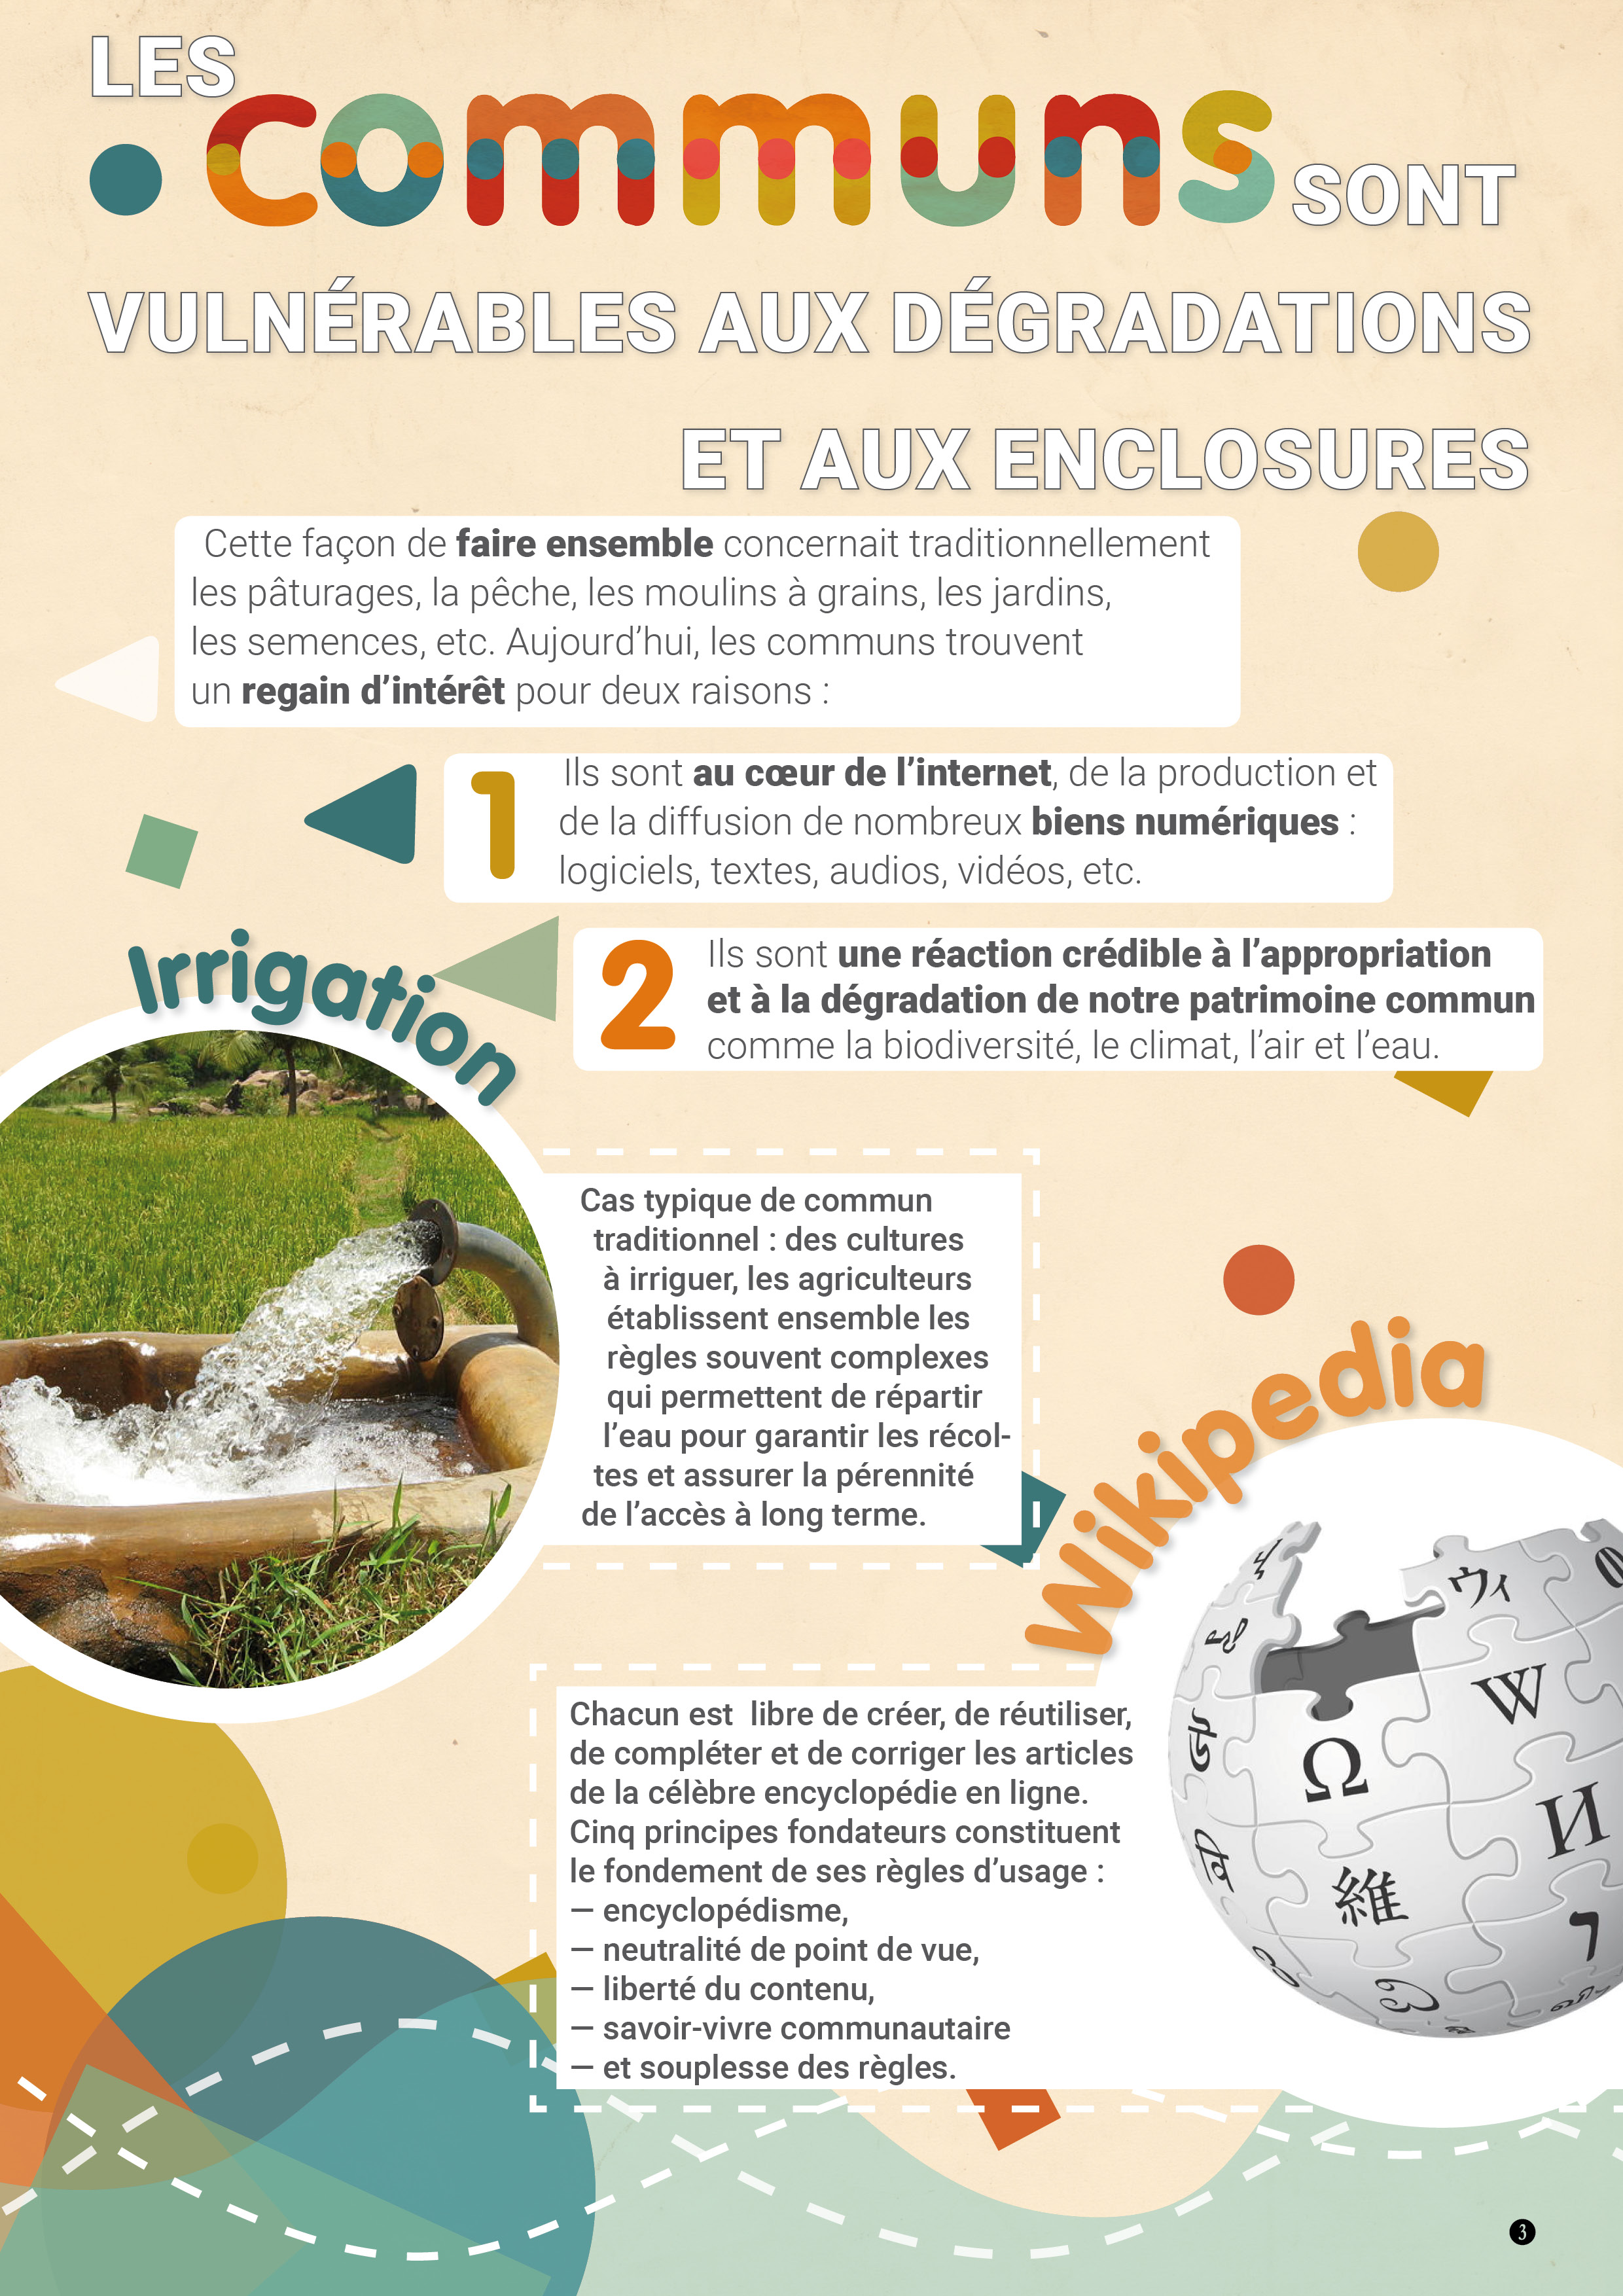 LES
communs SONT
VULNÉRABLES AUX DÉGRADATIONS
ET AUX ENCLOSURES
Cette façon de faire ensemble concernait traditionnellement
les pâturages, la pêche, les moulins à grains, les jardins,
les semences, etc. Aujourd’hui, les communs trouvent
un regain d’intérêt pour deux raisons :
1
Ils sont au cœur de l’internet, de la production et
de la diffusion de nombreux biens numériques :
logiciels, textes, audios, vidéos, etc.
2
Ils sont une réaction crédible à l’appropriation
et à la dégradation de notre patrimoine commun
comme la biodiversité, le climat, l’air et l’eau.
Irrigation
Cas typique de commun
traditionnel : des cultures
à irriguer, les agriculteurs
établissent ensemble les
règles souvent complexes
qui permettent de répartir
l’eau pour garantir les récol-
tes et assurer la pérennité
de l’accès à long terme.
Wikipedia
Chacun est  libre de créer, de réutiliser,
de compléter et de corriger les articles
de la célèbre encyclopédie en ligne.
Cinq principes fondateurs constituent
le fondement de ses règles d’usage :
— encyclopédisme,
— neutralité de point de vue,
— liberté du contenu,
— savoir-vivre communautaire
— et souplesse des règles.
ウィ
W
Ω
И
維
3